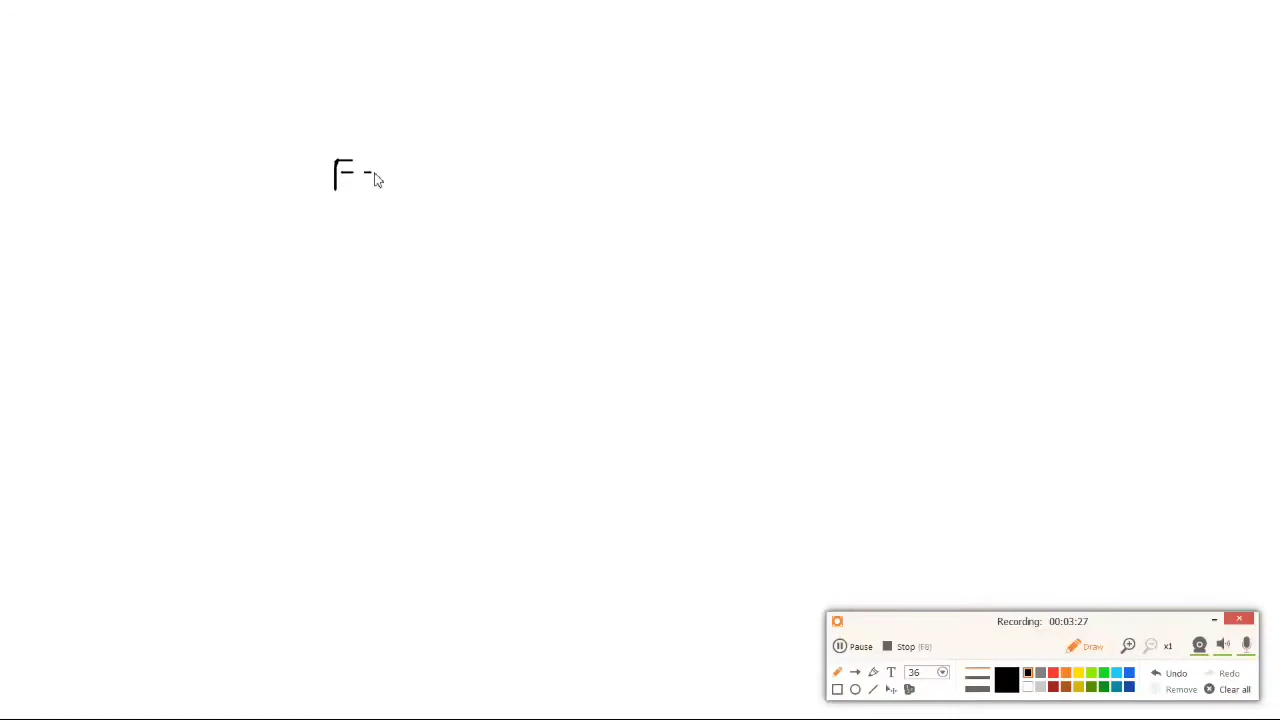 F -
Recording: 00:03:27
Pause Stop (F8) Draw x1
T 36 Undo Redo
Remove Clear all